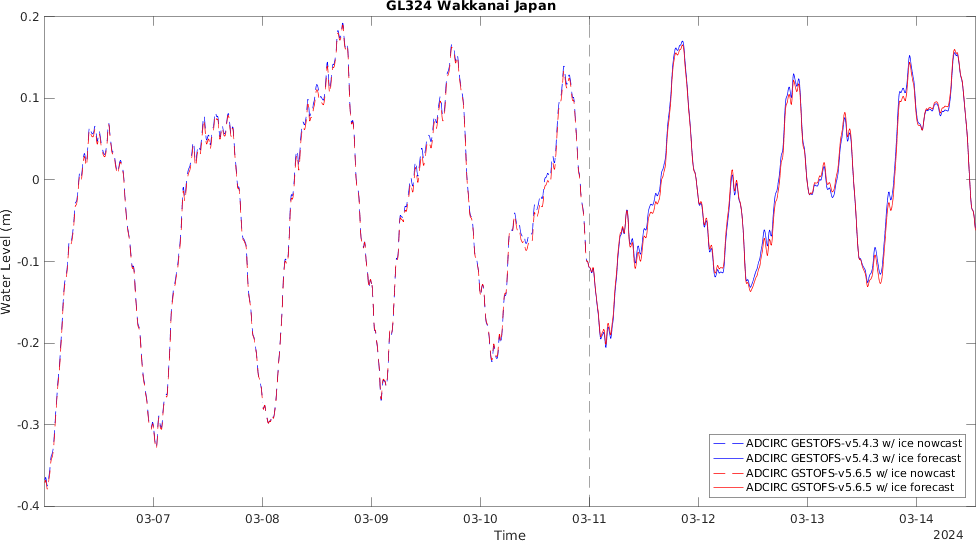 GL324 Wakkanai Japan
0.2
0.1
0
-0.1
-0.2
-0.3
-0.4
Water Level (m)
03-07
03-08
03-09
03-10
03-11
03-12
03-13
03-14
Time
2024
ADCIRC GESTOFS-v5.4.3 w/ ice nowcast
ADCIRC GESTOFS-v5.4.3 w/ ice forecast
ADCIRC GSTOFS-v5.6.5 w/ ice nowcast
ADCIRC GSTOFS-v5.6.5 w/ ice forecast